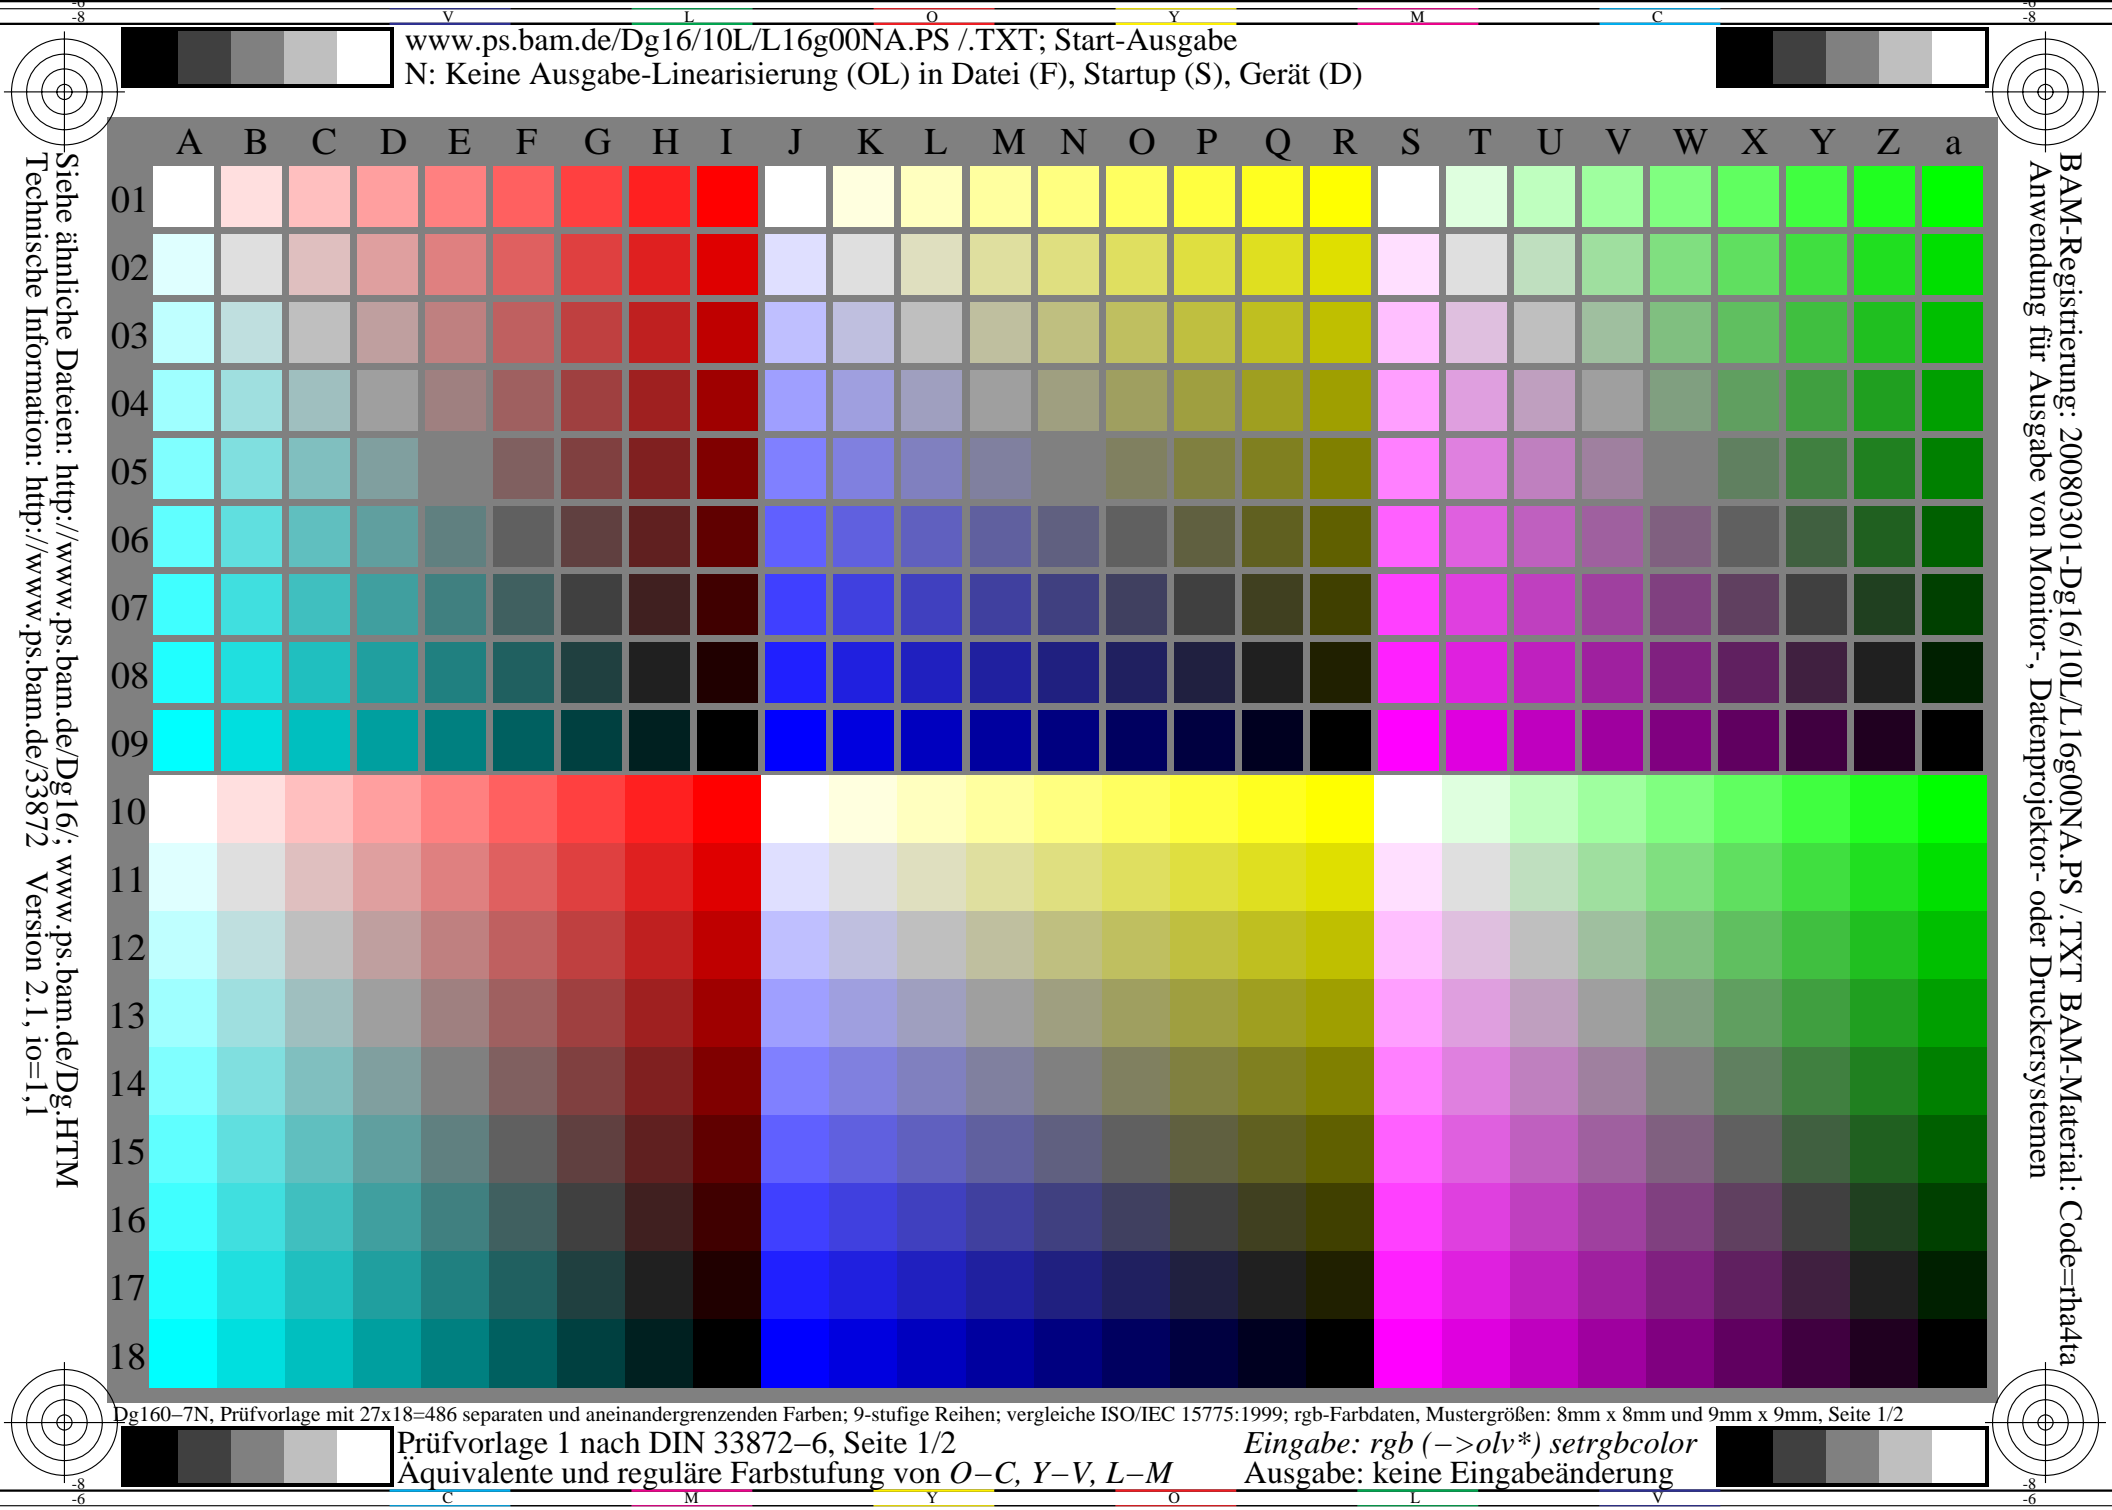 -8
V L O Y M C
-8
www.ps.bam.de/Dg16/10L/L16g00NA.PS /.TXT; Start-Ausgabe
N: Keine Ausgabe-Linearisierung (OL) in Datei (F), Startup (S), Gerät (D)
A B C D E F G H I J K L M N O P Q R S T U V W X Y Z a
01
02
03
04
05
06
07
08
09
10
11
12
13
14
15
16
17
18
Siehe ähnliche Dateien: http://www.ps.bam.de/Dg16/; www.ps.bam.de/Dg.HTM
Technische Information: http://www.ps.bam.de/33872 Version 2.1, io=1,1
BAM-Registrierung: 20080301-Dg16/10L/L16g00NA.PS /.TXT BAM-Material: Code=rha4ta
Anwendung für Ausgabe von Monitor-, Datenprojektor- oder Druckersystemen
Dg160−7N, Prüfvorlage mit 27x18=486 separaten und aneinandergrenzenden Farben; 9-stufige Reihen; vergleiche ISO/IEC 15775:1999; rgb-Farbdaten, Mustergrößen: 8mm x 8mm und 9mm x 9mm, Seite 1/2
Prüfvorlage 1 nach DIN 33872−6, Seite 1/2
Äquivalente und reguläre Farbstufung von O−C, Y−V, L−M
Eingabe: rgb (−>olv*) setrgbcolor
Ausgabe: keine Eingabeänderung
-8
-6
C M Y O L V
-8
-6